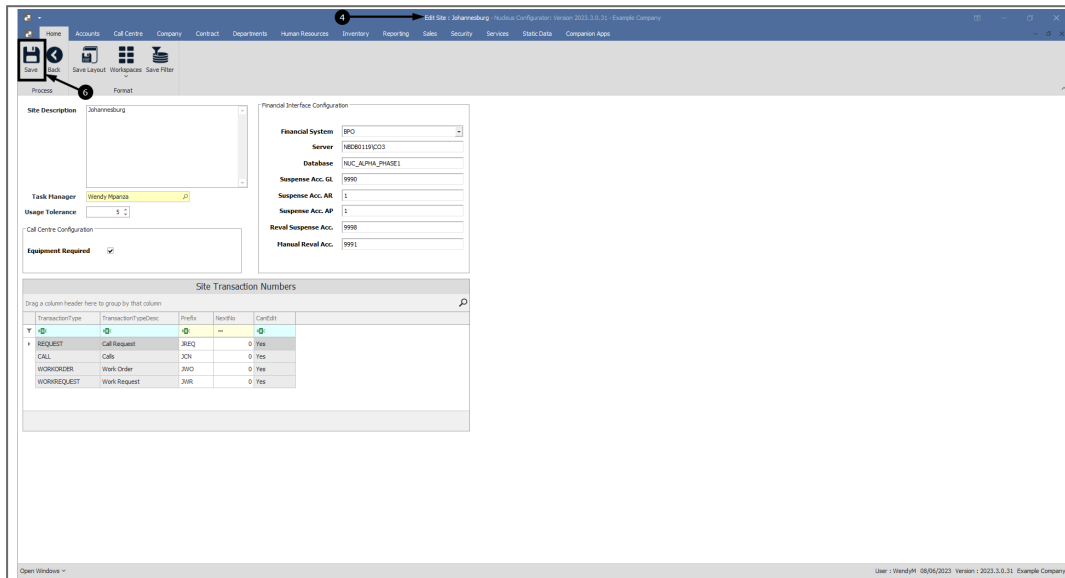 4
Edit Site : Johannesburg - Nucleus Configurator: Version 2023.3.0.31 - Example Company
Home Accounts Call Centre Company Contract Departments Human Resources Inventory Reporting Sales Security Services Static Data Companion Apps
Save Back Save Layout Workspaces Save Filter
6
Process Format
Site Description Johannesburg
Financial Interface Configuration
Financial System BPO
Server NBDB0119\CO3
Database NUC_ALPHA_PHASE1
Suspense Acc. GL 9990
Task Manager Wendy Mpanza
Suspense Acc. AR 1
Usage Tolerance 5
Suspense Acc. AP 1
Call Centre Configuration
Reval Suspense Acc. 9998
Equipment Required
Manual Reval Acc. 9991
Site Transaction Numbers
Drag a column header here to group by that column
TransactionType TransactionTypeDesc Prefix NextNo CanEdit
REQUEST Call Request JREQ 0 Yes
CALL Calls JCN 0 Yes
WORKORDER Work Order JWO 0 Yes
WORKREQUEST Work Request JWR 0 Yes
Open Windows
User : WendyM 08/06/2023 Version : 2023.3.0.31 Example Company